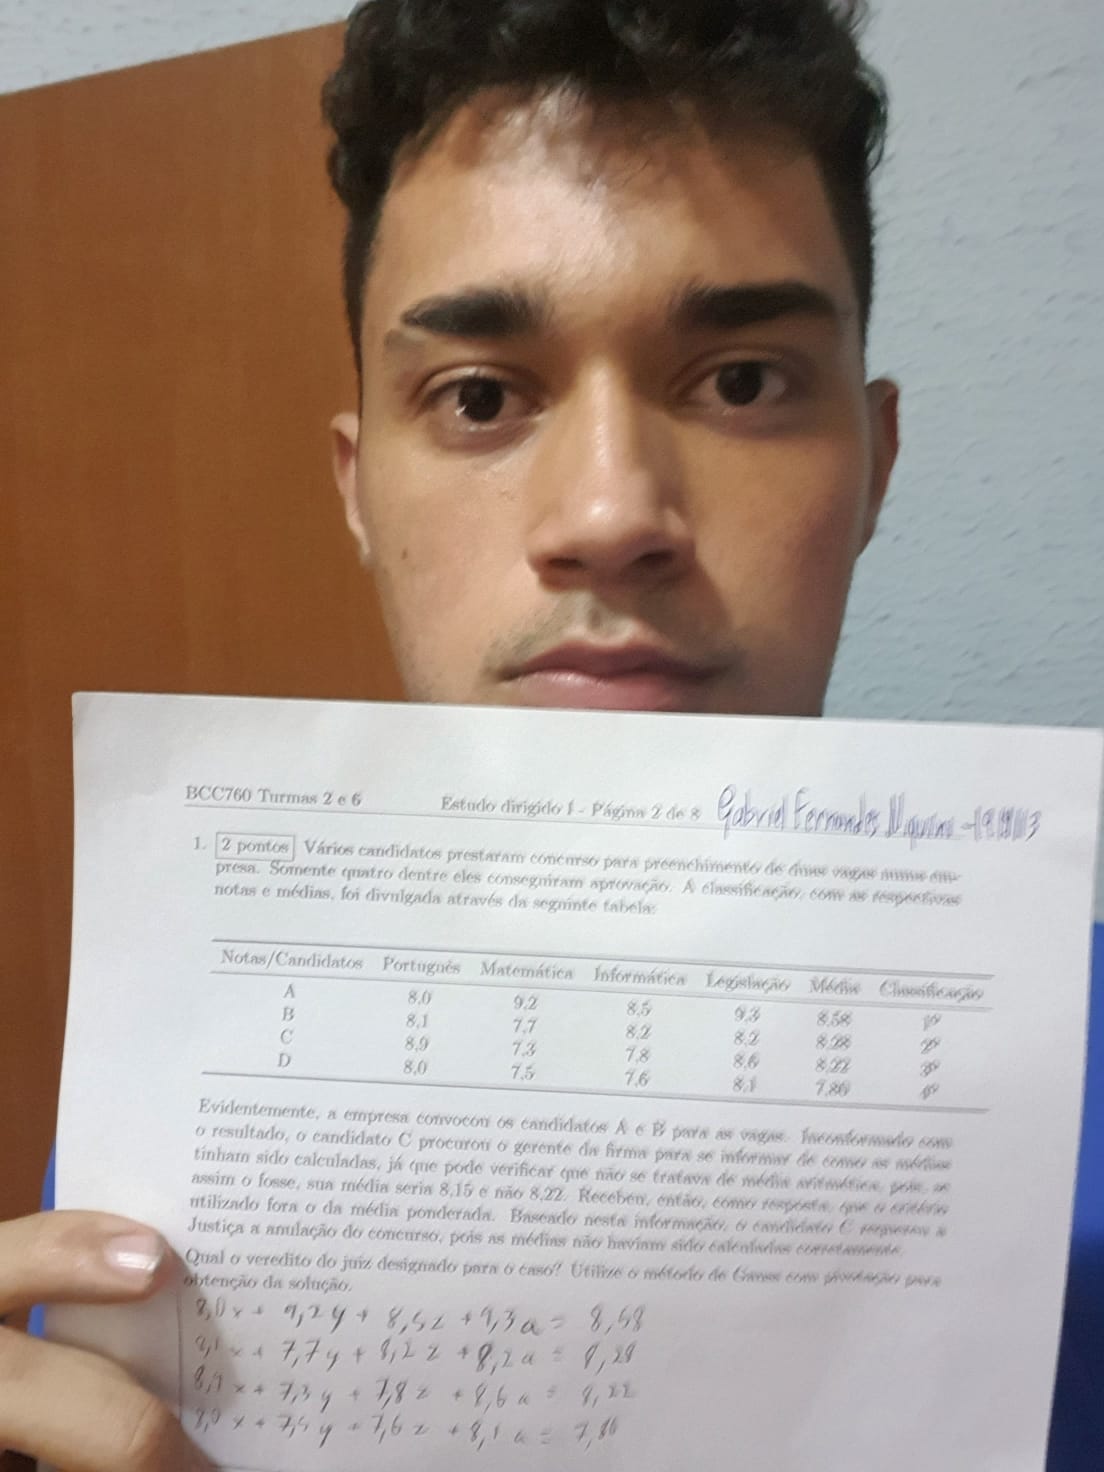 BCC760 Turmas 2 e 6 Estudo dirigido 1 - Página 2 de 8 Gabriel Fernandes
1. 2 pontos Vários candidatos prestaram concurso para preenchimento de duas vagas numa em-
presa. Somente quatro dentre eles conseguiram aprovação. A classificação, com as respectivas
notas e médias, foi divulgada através da seguinte tabela:
Notas/Candidatos Português Matemática Informática Legislação Média Classificação
A 8,0 9,2 8,5 9,3 8,58 1º
B 8,1 7,7 8,2 8,2 8,28 2º
C 8,9 7,3 7,8 8,6 8,22 3º
D 8,0 7,5 7,6 8,1 7,80 4º
Evidentemente, a empresa convocou os candidatos A e B para as vagas. Inconformado com
o resultado, o candidato C procurou o gerente da firma para se informar de como as médias
tinham sido calculadas, já que pode verificar que não se tratava de média aritmética, pois, se
assim o fosse, sua média seria 8,15 e não 8,22. Recebeu, então, como resposta, que o critério
utilizado fora o da média ponderada. Baseado nesta informação, o candidato C requereu a
Justiça a anulação do concurso, pois as médias não haviam sido calculadas corretamente.
Qual o veredito do juiz designado para o caso? Utilize o método de Gauss com pivotação para
obtenção da solução.
8,0x + 9,2y + 8,5z + 9,3a = 8,58
8,1x + 7,7y + 8,2z + 8,2a = 8,28
8,9x + 7,3y + 7,8z + 8,6a = 8,22
8,0x + 7,5y + 7,6z + 8,1a = 7,80